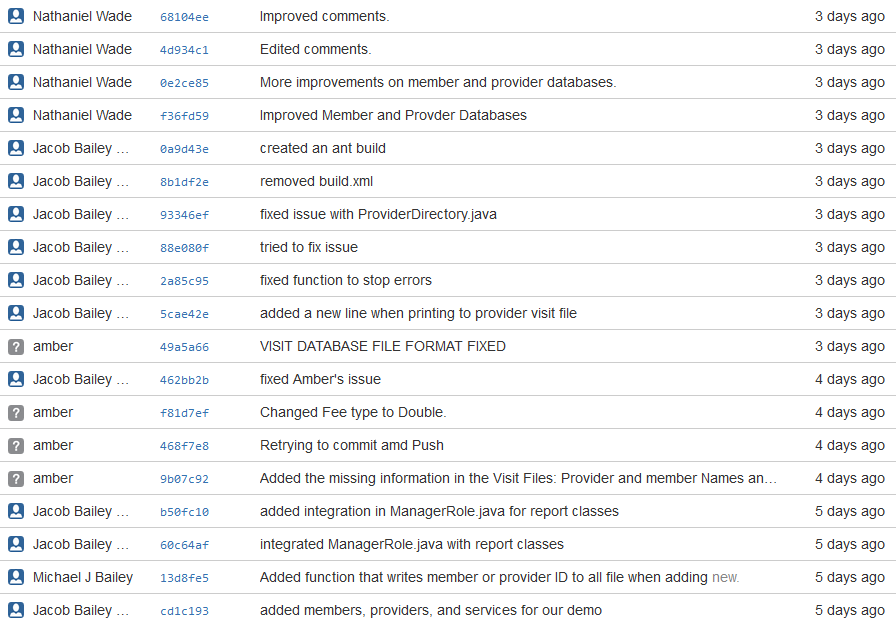 Nathaniel Wade 68104ee Improved comments. 3 days ago
Nathaniel Wade 4d934c1 Edited comments. 3 days ago
Nathaniel Wade 0e2ce85 More improvements on member and provider databases. 3 days ago
Nathaniel Wade f36fd59 Improved Member and Provder Databases 3 days ago
Jacob Bailey … 0a9d43e created an ant build 3 days ago
Jacob Bailey … 8b1df2e removed build.xml 3 days ago
Jacob Bailey … 93346ef fixed issue with ProviderDirectory.java 3 days ago
Jacob Bailey … 88e080f tried to fix issue 3 days ago
Jacob Bailey … 2a85c95 fixed function to stop errors 3 days ago
Jacob Bailey … 5cae42e added a new line when printing to provider visit file 3 days ago
? amber 49a5a66 VISIT DATABASE FILE FORMAT FIXED 3 days ago
Jacob Bailey … 462bb2b fixed Amber's issue 4 days ago
? amber f81d7ef Changed Fee type to Double. 4 days ago
? amber 468f7e8 Retrying to commit amd Push 4 days ago
? amber 9b07c92 Added the missing information in the Visit Files: Provider and member Names an… 4 days ago
Jacob Bailey … b50fc10 added integration in ManagerRole.java for report classes 5 days ago
Jacob Bailey … 60c64af integrated ManagerRole.java with report classes 5 days ago
Michael J Bailey 13d8fe5 Added function that writes member or provider ID to all file when adding new. 5 days ago
Jacob Bailey … cd1c193 added members, providers, and services for our demo 5 days ago